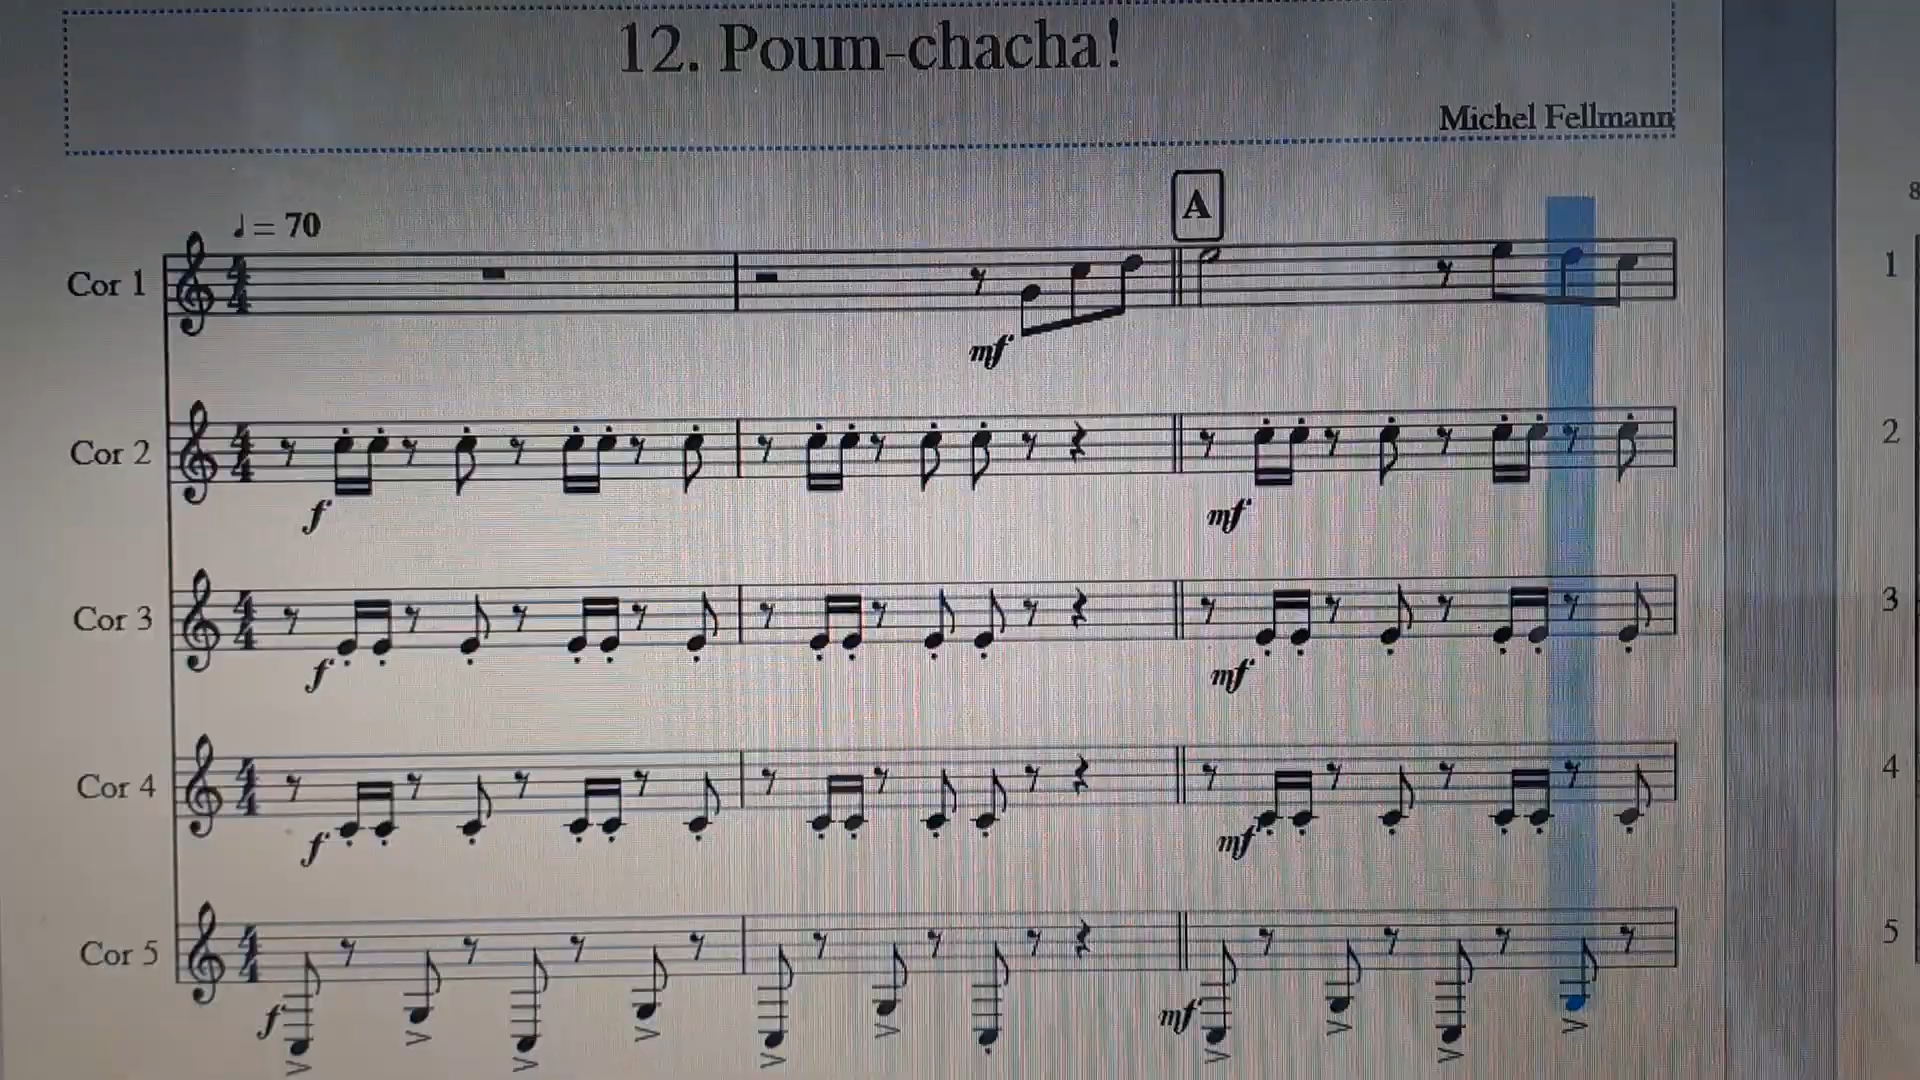 12. Poum-chacha!
Michel Fellmann
A
8
♩= 70
Cor 1
mf
1
Cor 2
f
mf
2
Cor 3
f
mf
3
Cor 4
f
mf
4
Cor 5
f
mf
5